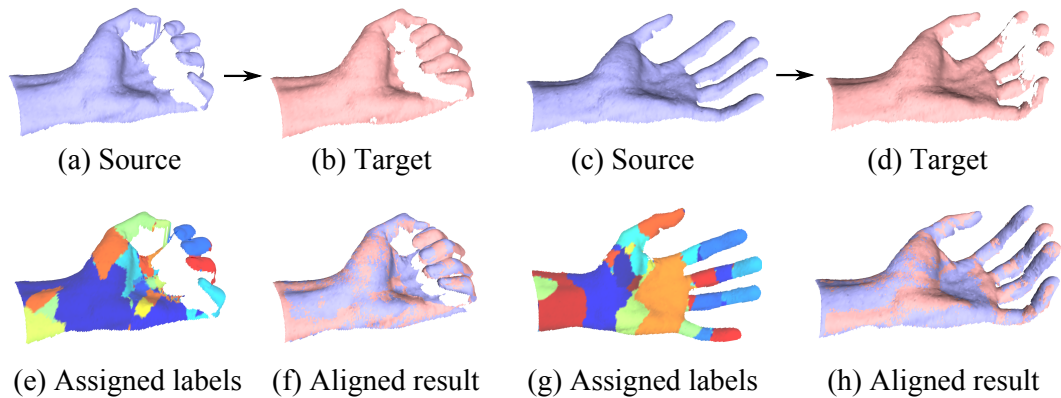 (a) Source
(b) Target
(c) Source
(d) Target
(e) Assigned labels
(f) Aligned result
(g) Assigned labels
(h) Aligned result